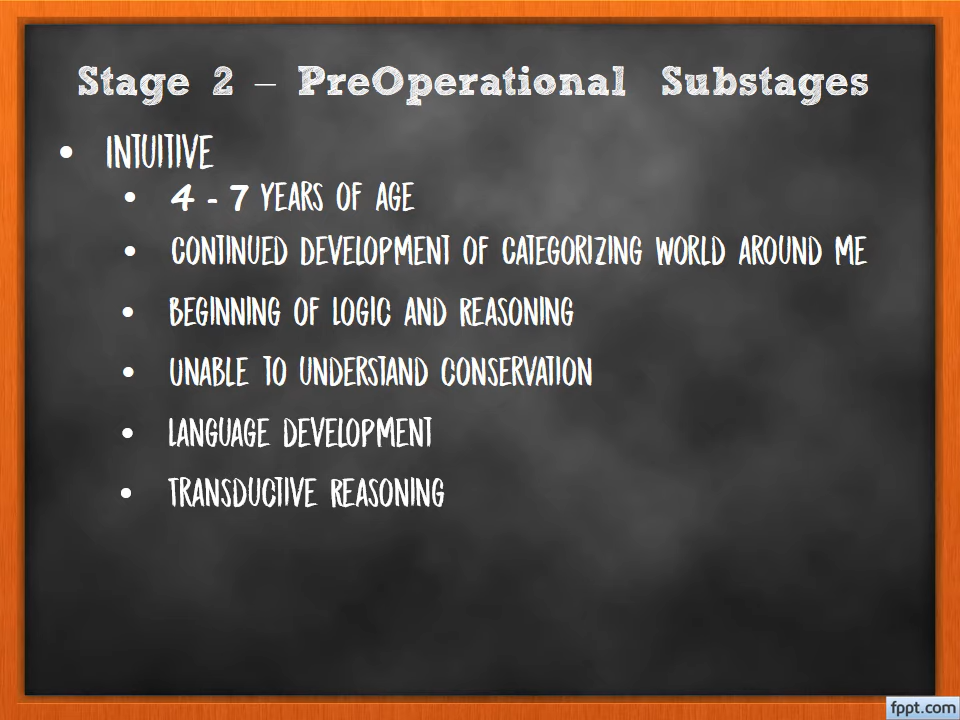 Stage 2 – PreOperational Substages
• INTUITIVE
• 4 - 7 YEARS OF AGE
• CONTINUED DEVELOPMENT OF CATEGORIZING WORLD AROUND ME
• BEGINNING OF LOGIC AND REASONING
• UNABLE TO UNDERSTAND CONSERVATION
• LANGUAGE DEVELOPMENT
• TRANSDUCTIVE REASONING
fppt.com